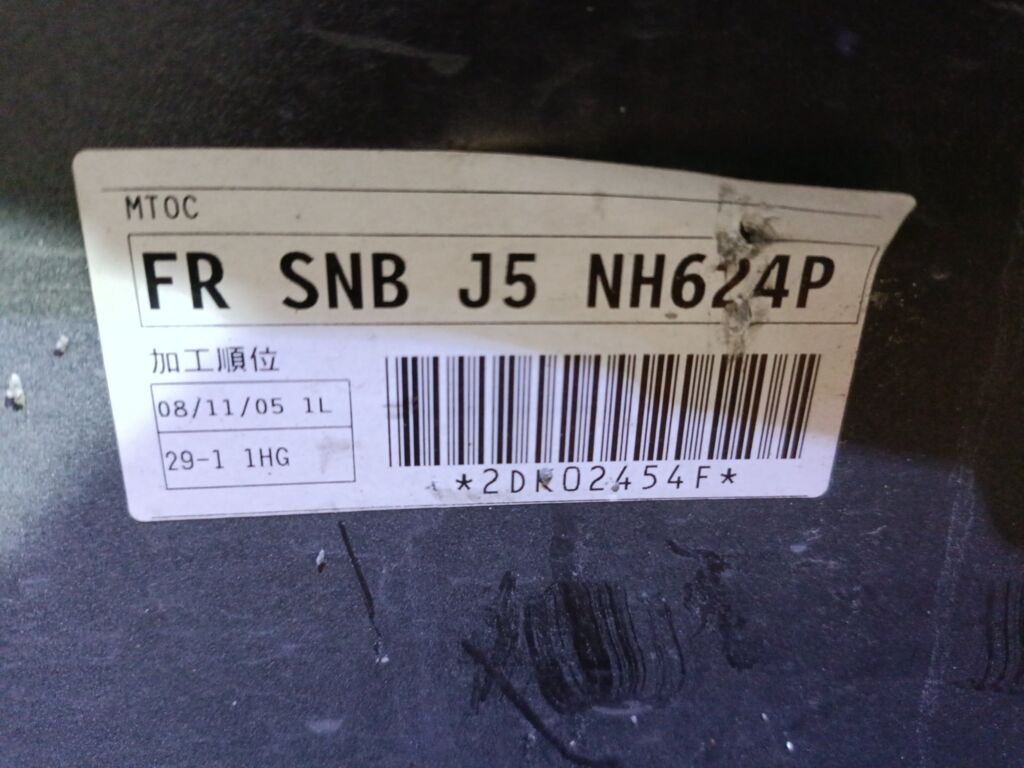 MTOC
FR SNB J5 NH624P
加工順位
08/11/05 1L
29-1 1HG
*2DK02454F*